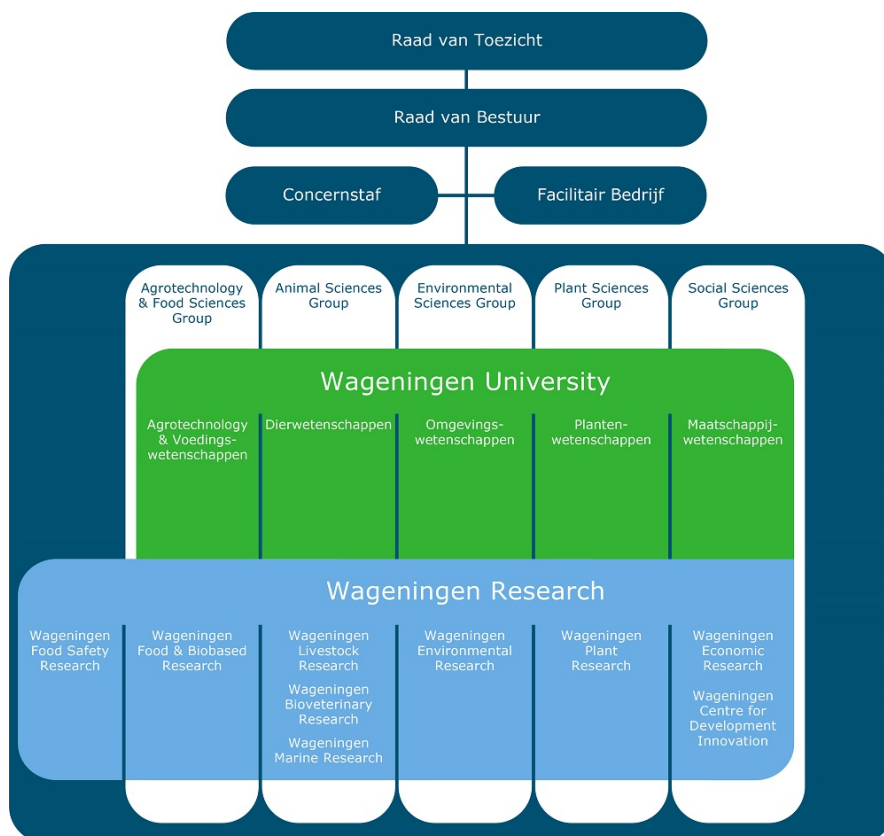 Raad van Toezicht
Raad van Bestuur
Concernstaf
Facilitair Bedrijf
Agrotechnology
& Food Sciences
Group
Animal Sciences
Group
Environmental
Sciences Group
Plant Sciences
Group
Social Sciences
Group
Wageningen University
Agrotechnology
& Voedings-
wetenschappen
Dierwetenschappen
Omgevings-
wetenschappen
Planten-
wetenschappen
Maatschappij-
wetenschappen
Wageningen Research
Wageningen
Food Safety
Research
Wageningen
Food & Biobased
Research
Wageningen
Livestock
Research
Wageningen
Bioveterinary
Research
Wageningen
Marine Research
Wageningen
Environmental
Research
Wageningen
Plant
Research
Wageningen
Economic
Research
Wageningen
Centre for
Development
Innovation